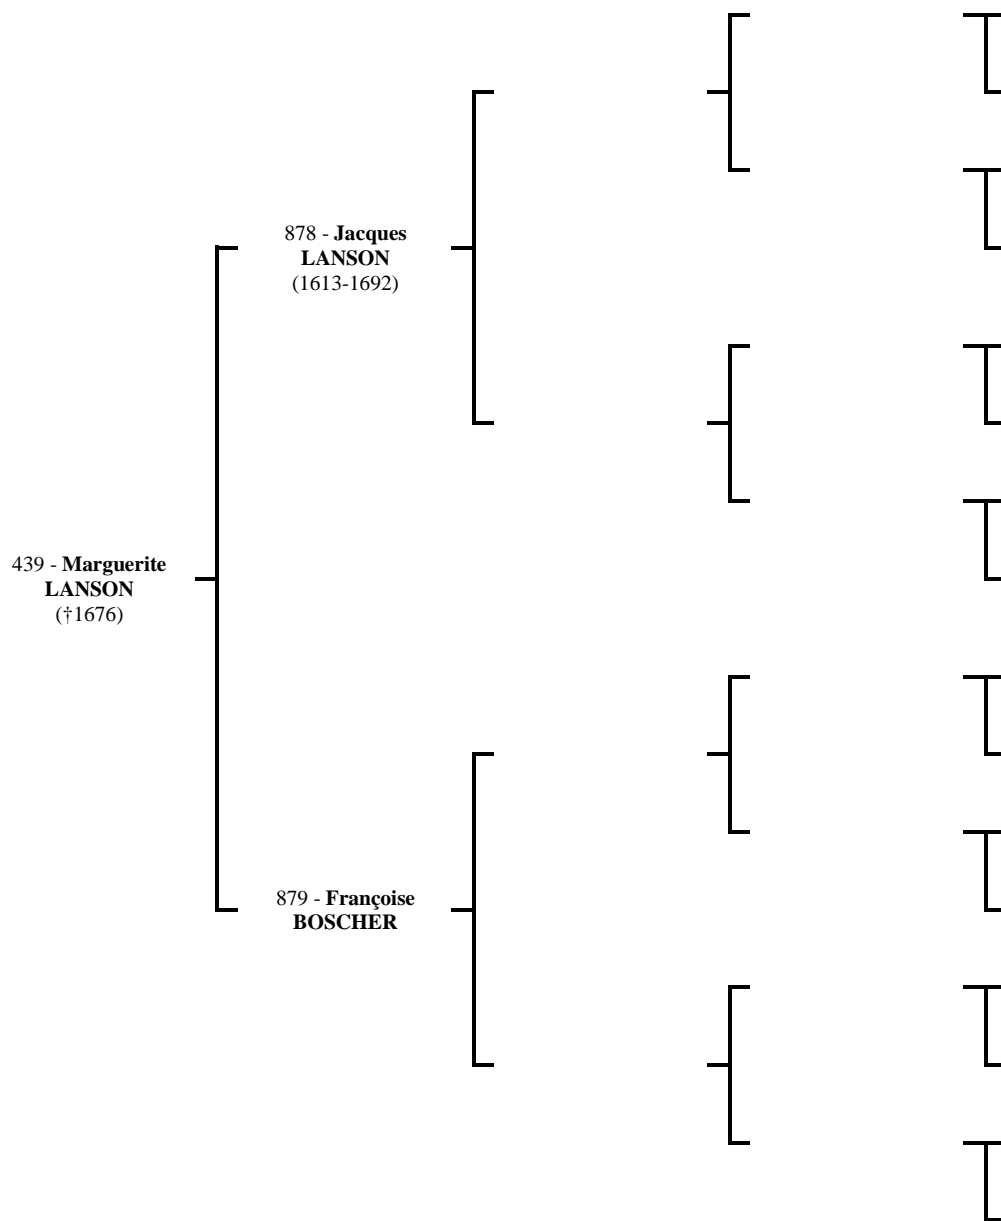 878 - Jacques
LANSON
(1613-1692)
439 - Marguerite
LANSON
(†1676)
879 - Françoise
BOSCHER